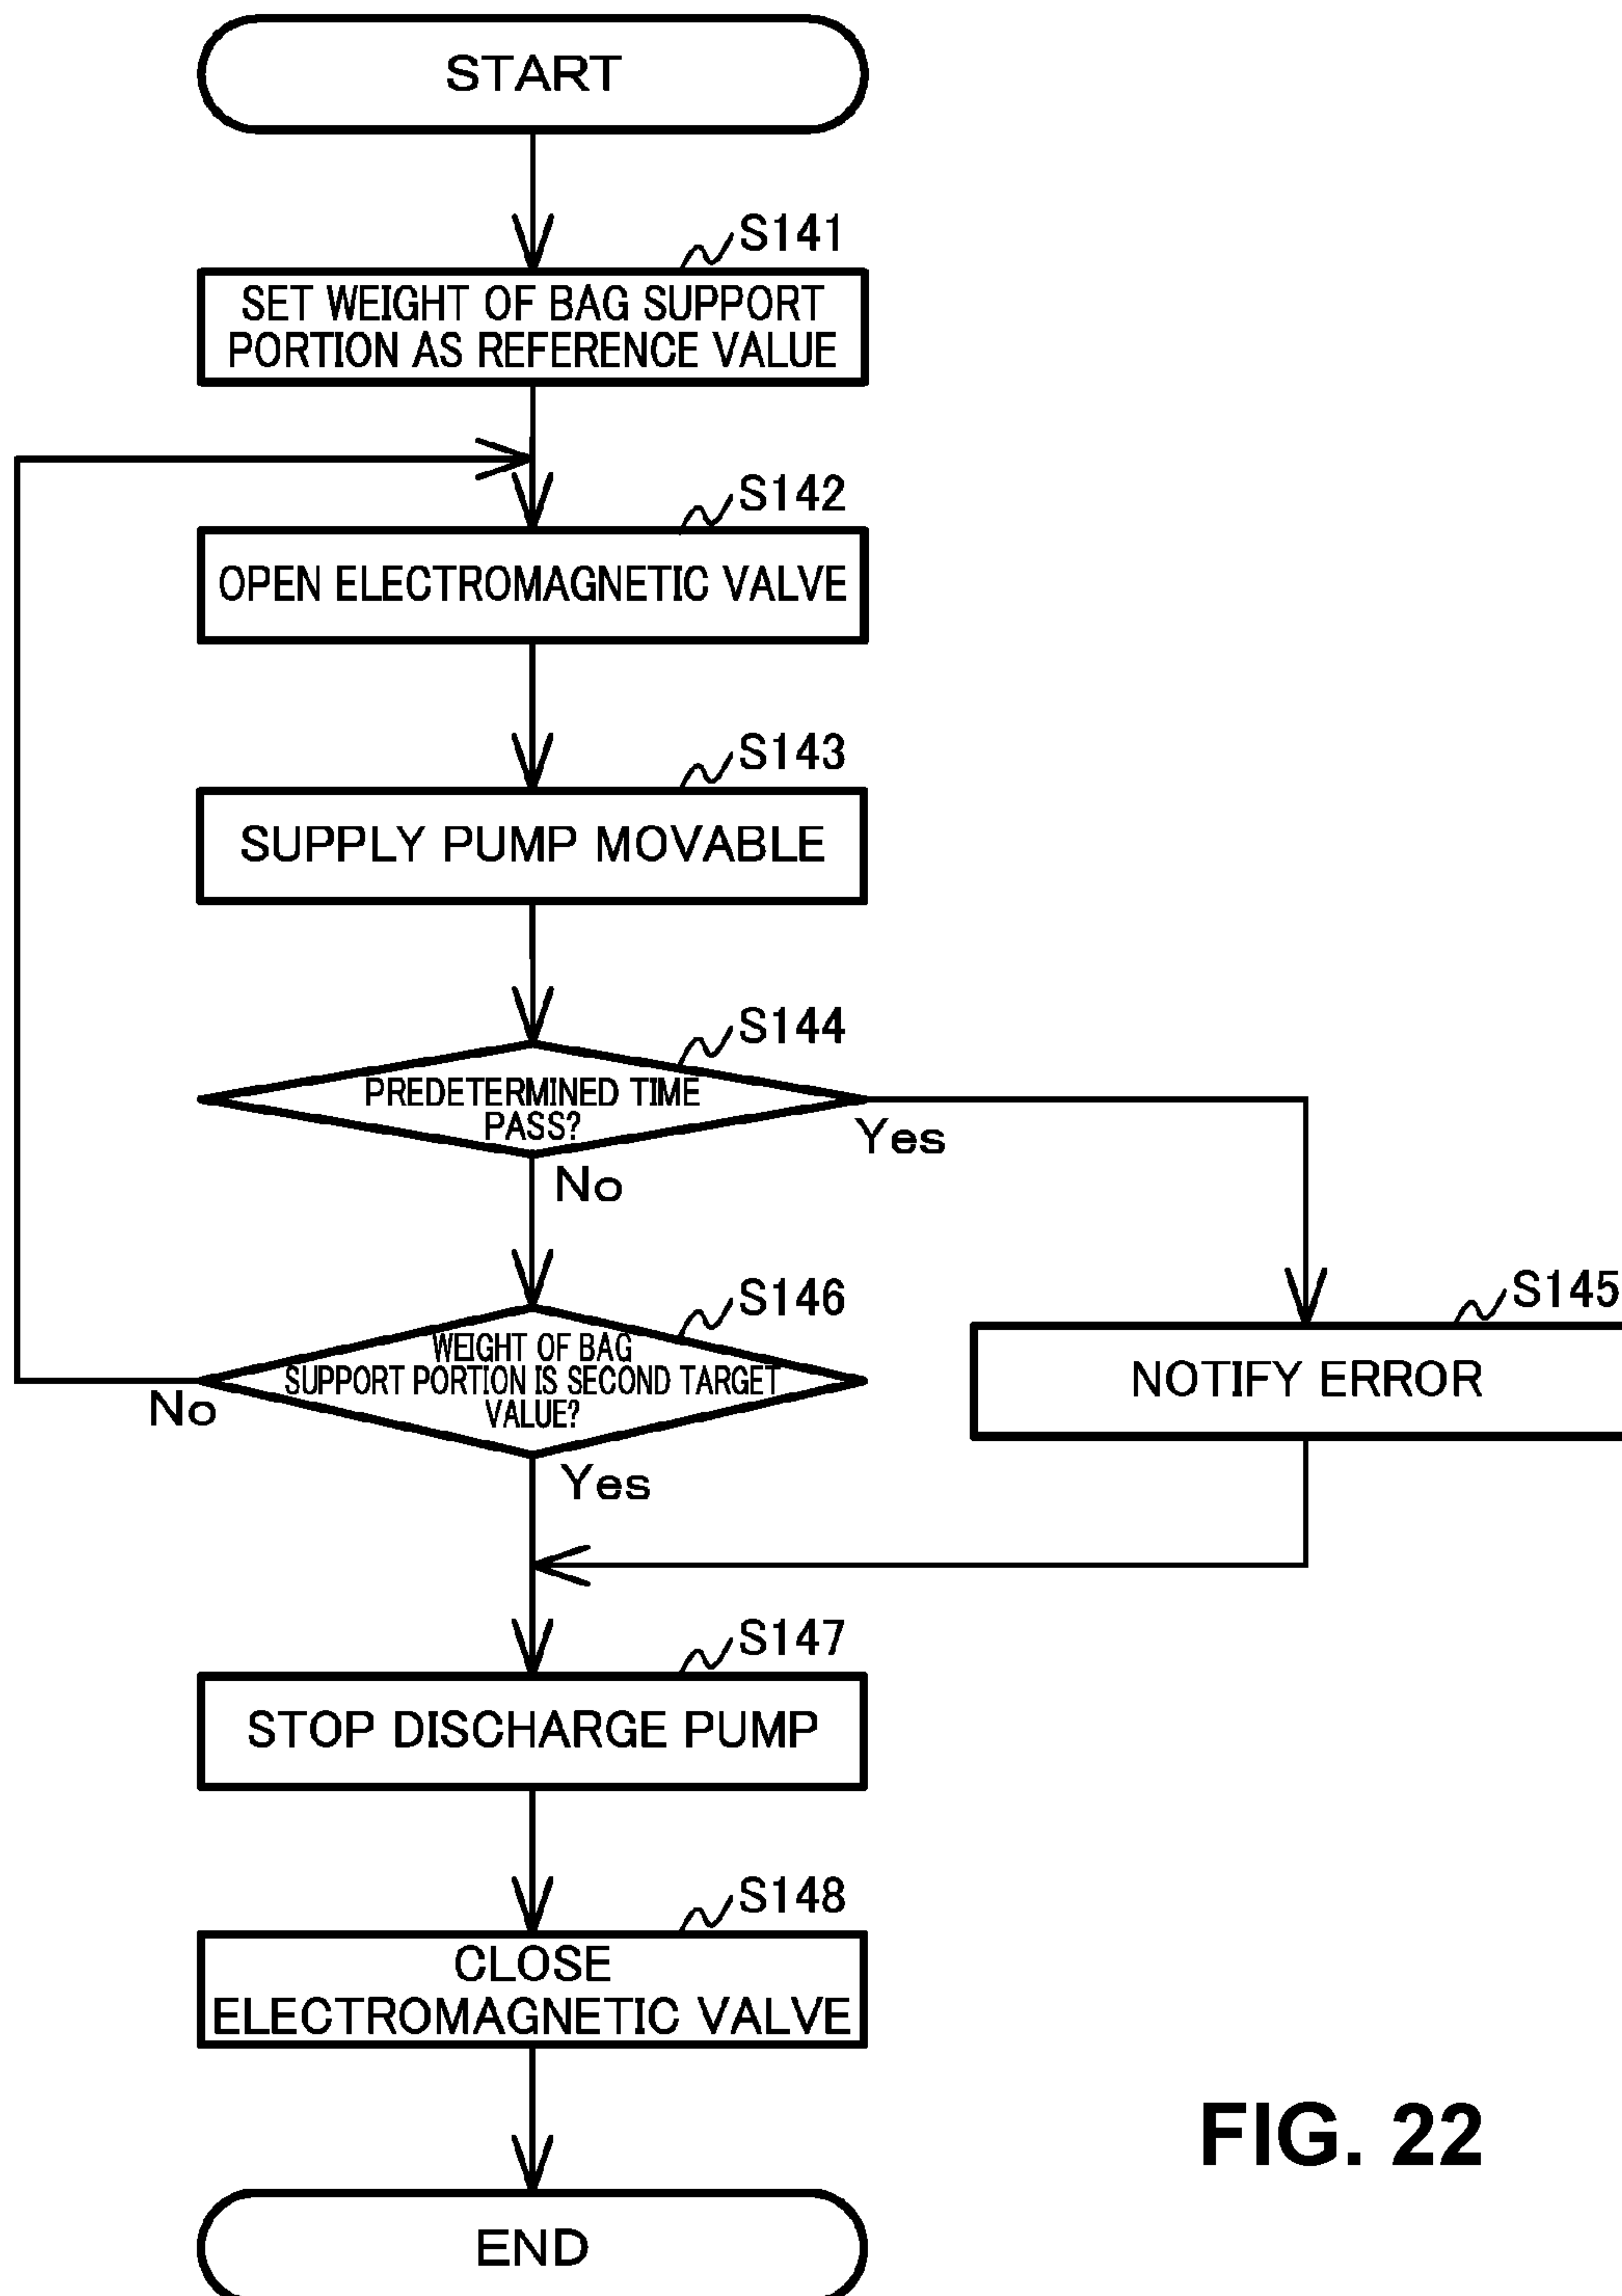 START
S141
SET WEIGHT OF BAG SUPPORT
PORTION AS REFERENCE VALUE
S142
OPEN ELECTROMAGNETIC VALVE
S143
SUPPLY PUMP MOVABLE
S144
PREDETERMINED TIME
PASS?
Yes
No
S146
WEIGHT OF BAG
SUPPORT PORTION IS SECOND TARGET
VALUE?
No
Yes
S145
NOTIFY ERROR
S147
STOP DISCHARGE PUMP
S148
CLOSE
ELECTROMAGNETIC VALVE
END
FIG. 22